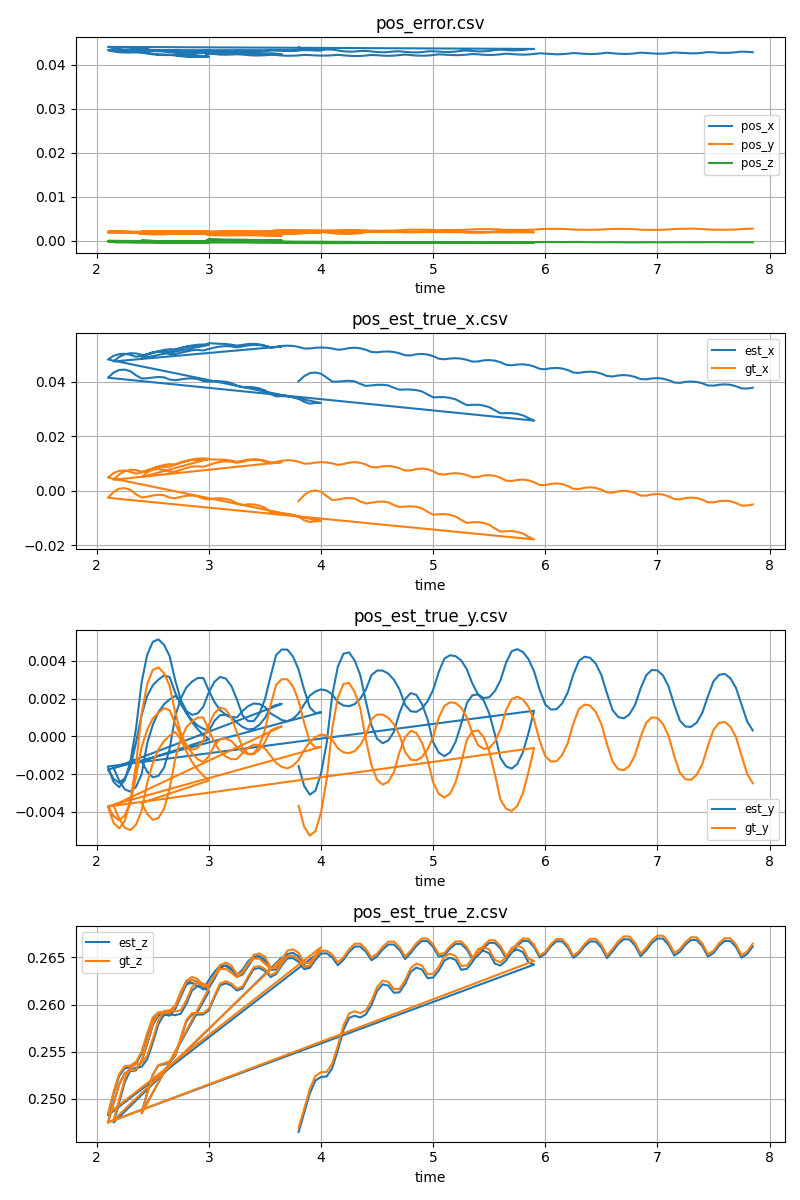 pos_error.csv
0.04
0.03
0.02
0.01
0.00
pos_x
pos_y
pos_z
2 3 4 5 6 7 8
time
pos_est_true_x.csv
0.04
0.02
0.00
−0.02
est_x
gt_x
2 3 4 5 6 7 8
time
pos_est_true_y.csv
0.004
0.002
0.000
−0.002
−0.004
est_y
gt_y
2 3 4 5 6 7 8
time
pos_est_true_z.csv
est_z
gt_z
0.265
0.260
0.255
0.250
2 3 4 5 6 7 8
time